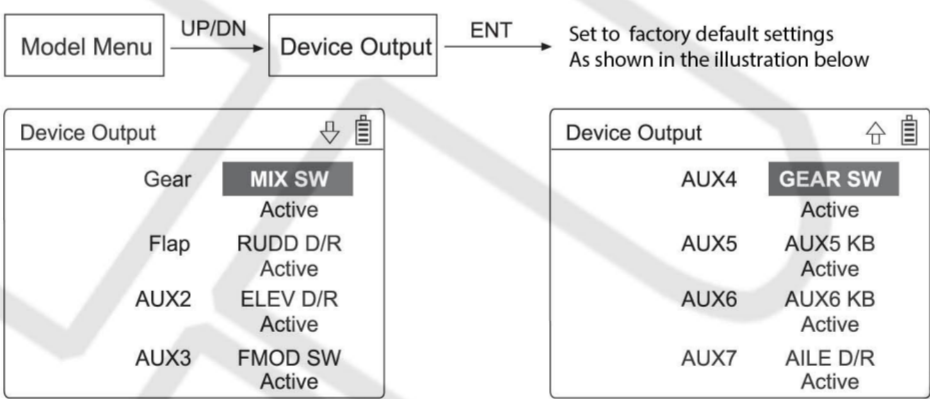 Model Menu
UP/DN
Device Output
ENT
Set to factory default settings
As shown in the illustration below
Device Output
Gear MIX SW
Active
Flap RUDD D/R
Active
AUX2 ELEV D/R
Active
AUX3 FMOD SW
Active
Device Output
AUX4 GEAR SW
Active
AUX5 AUX5 KB
Active
AUX6 AUX6 KB
Active
AUX7 AILE D/R
Active